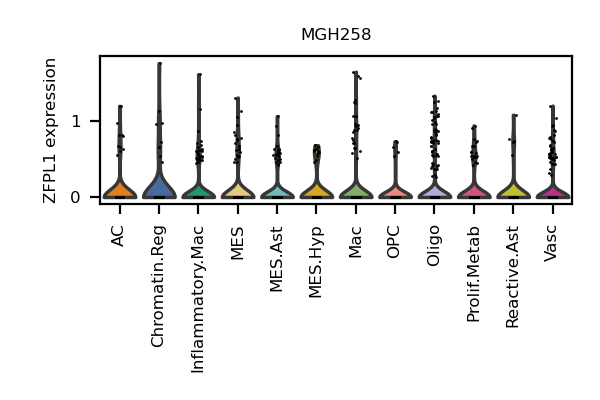 MGH258
ZFPL1 expression
1
0
AC
Chromatin.Reg
Inflammatory.Mac
MES
MES.Ast
MES.Hyp
Mac
OPC
Oligo
Prolif.Metab
Reactive.Ast
Vasc